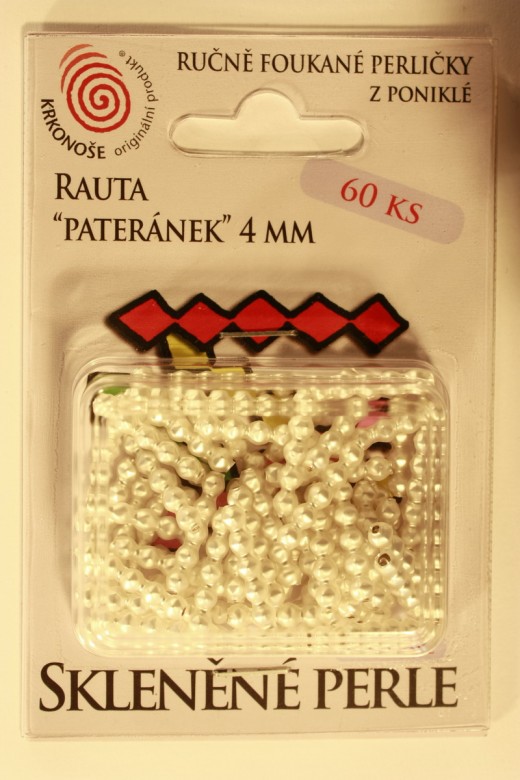 RUČNĚ FOUKANÉ PERLIČKY
Z PONIKLÉ
KRKONOŠE
originální produkt®
RAUTA
“PATERÁNEK” 4 MM
60 KS
SKLENĚNÉ PERLE